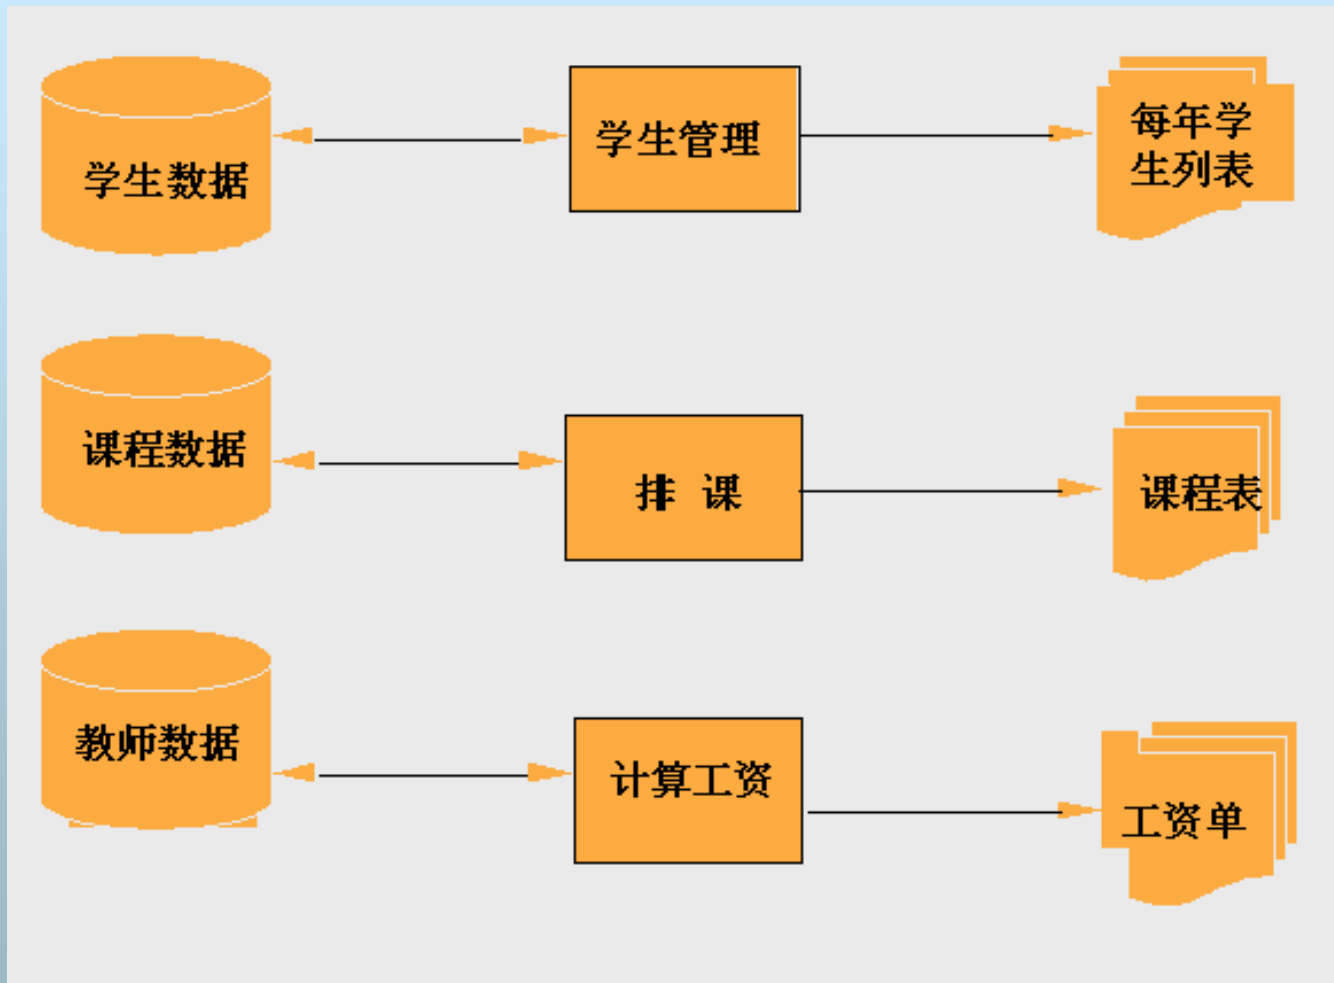 学生数据
学生管理
每年学
生列表
课程数据
排 课
课程表
教师数据
计算工资
工资单